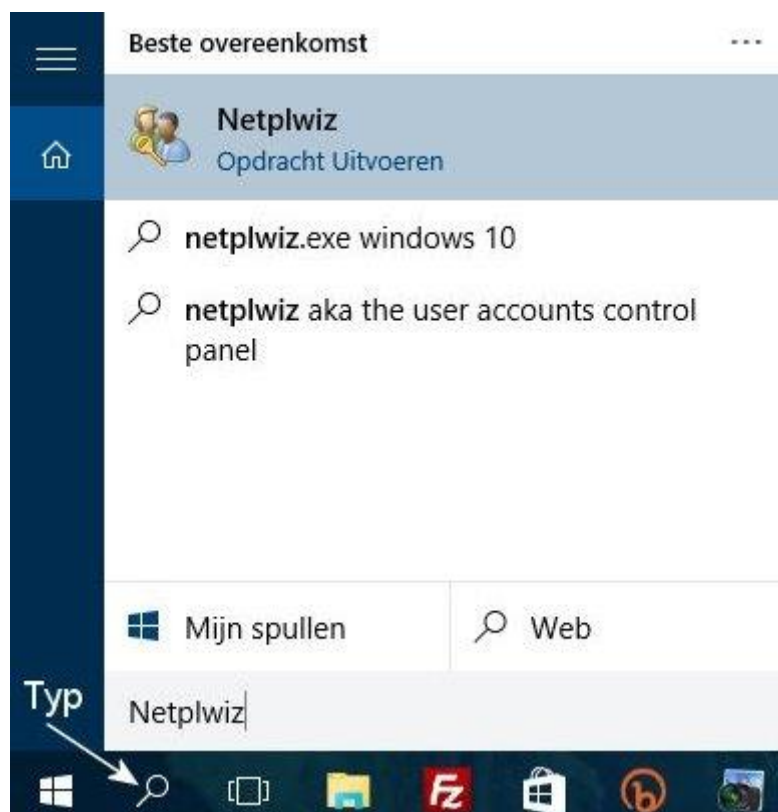 Beste overeenkomst
Netplwiz
Opdracht Uitvoeren
netplwiz.exe windows 10
netplwiz aka the user accounts control
panel
Mijn spullen
Web
Typ
Netplwiz
Fz
b